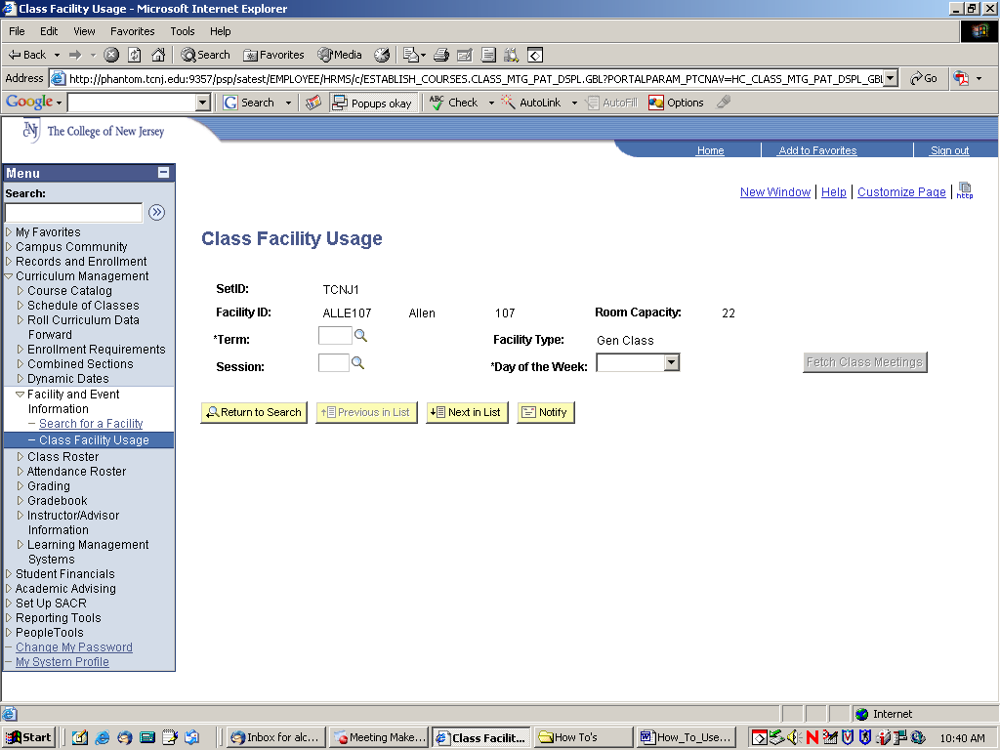 Class Facility Usage - Microsoft Internet Explorer
File Edit View Favorites Tools Help
Back Search Favorites Media
Address http://phantom.tcnj.edu:9357/psp/satest/EMPLOYEE/HRMS/c/ESTABLISH_COURSES.CLASS_MTG_PAT_DSPL.GBL?PORTALPARAM_PTCNAV=HC_CLASS_MTG_PAT_DSPL_GBL Go
Google Search Popups okay ABC Check AutoLink AutoFill Options
The College of New Jersey
Home Add to Favorites Sign out
Menu
Search:
New Window | Help | Customize Page | http
My Favorites
Campus Community
Records and Enrollment
Curriculum Management
Course Catalog
Schedule of Classes
Roll Curriculum Data
Forward
Enrollment Requirements
Combined Sections
Dynamic Dates
Facility and Event
Information
Search for a Facility
Class Facility Usage
Class Roster
Attendance Roster
Grading
Gradebook
Instructor/Advisor
Information
Learning Management
Systems
Student Financials
Academic Advising
Set Up SACR
Reporting Tools
PeopleTools
Change My Password
My System Profile
Class Facility Usage
SetID: TCNJ1
Facility ID: ALLE107 Allen 107 Room Capacity: 22
*Term: Facility Type: Gen Class
Session: *Day of the Week: Fetch Class Meetings
Return to Search Previous in List Next in List Notify
Internet
Start Inbox for alc... Meeting Make... Class Facilit... How To's How_To_Use... 10:40 AM